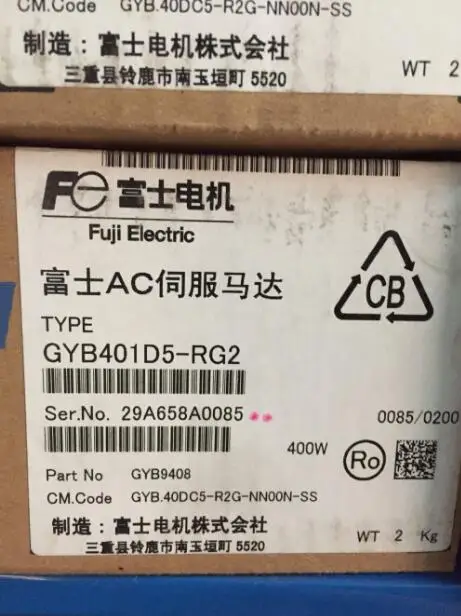 CM.Code GYB.40DC5-R2G-NN00N-SS
制造：富士电机株式会社
三重县铃鹿市南玉垣町 5520
WT 2
Fe 富士电机
Fuji Electric
富士AC伺服马达
CB
TYPE
GYB401D5-RG2
Ser.No. 29A658A0085
0085/0200
400W
Ro
Part No GYB9408
CM.Code GYB.40DC5-R2G-NN00N-SS
制造：富士电机株式会社
三重县铃鹿市南玉垣町 5520
WT 2 Kg